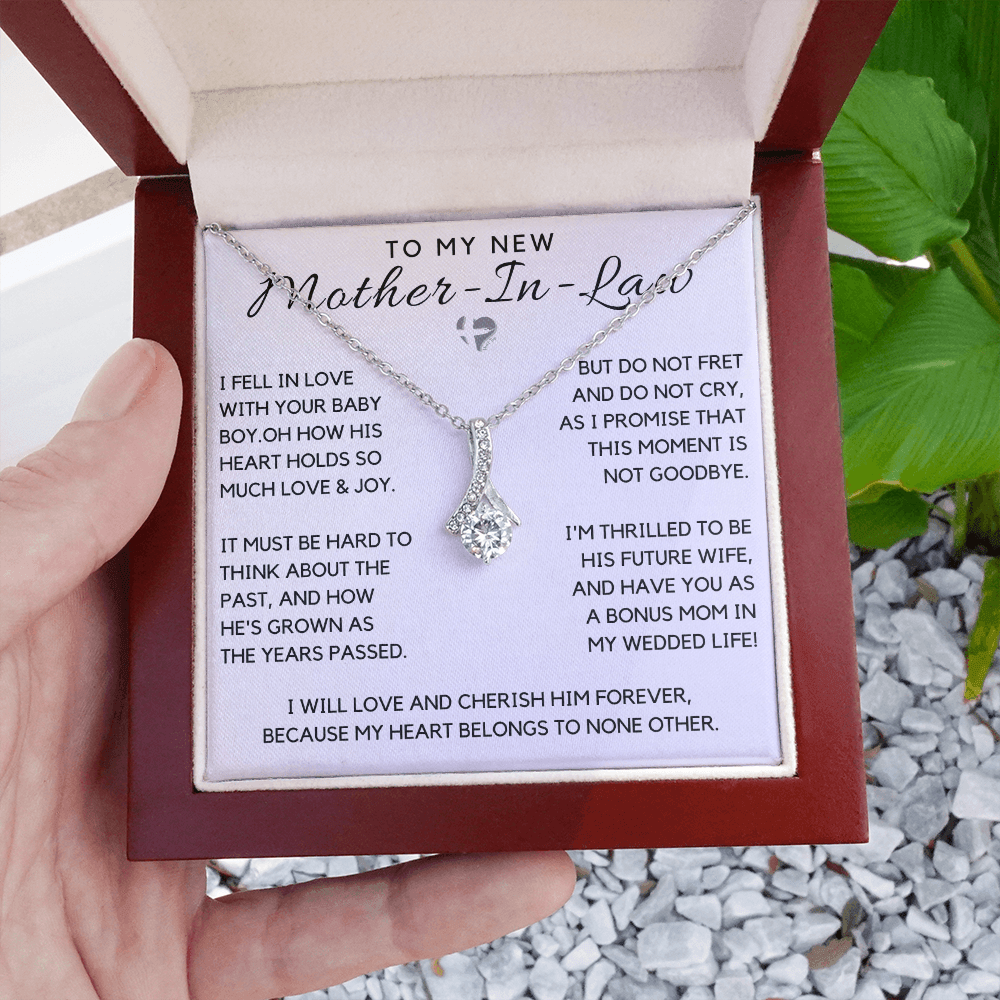 TO MY NEW
Mother-In-Law
I FELL IN LOVE
WITH YOUR BABY
BOY.OH HOW HIS
HEART HOLDS SO
MUCH LOVE & JOY.
IT MUST BE HARD TO
THINK ABOUT THE
PAST, AND HOW
HE'S GROWN AS
THE YEARS PASSED.
BUT DO NOT FRET
AND DO NOT CRY,
AS I PROMISE THAT
THIS MOMENT IS
NOT GOODBYE.
I'M THRILLED TO BE
HIS FUTURE WIFE,
AND HAVE YOU AS
A BONUS MOM IN
MY WEDDED LIFE!
I WILL LOVE AND CHERISH HIM FOREVER,
BECAUSE MY HEART BELONGS TO NONE OTHER.